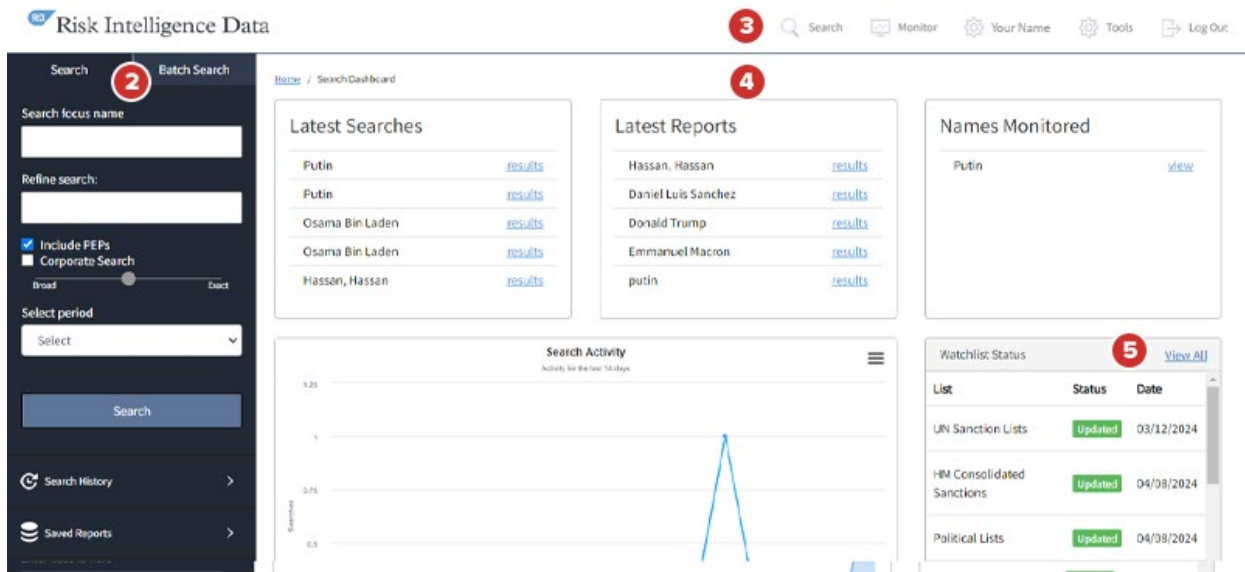 RD Risk Intelligence Data
3 Search Monitor Your Name Tools Log Out
Search 2 Batch Search
Search focus name
Refine search:
Include PEPs
Corporate Search
Broad Exact
Select period
Select
Search
Search History
Saved Reports
Home / Search Dashboard
4
Latest Searches
Putin results
Putin results
Osama Bin Laden results
Osama Bin Laden results
Hassan, Hassan results
Latest Reports
Hassan, Hassan results
Daniel Luis Sanchez results
Donald Trump results
Emmanuel Macron results
putin results
Names Monitored
Putin view
Search Activity
Activity for the last 14 days
1.25
1
0.75
0.5
Searches
Watchlist Status 5 View All
List Status Date
UN Sanction Lists Updated 03/12/2024
HM Consolidated
Sanctions Updated 04/08/2024
Political Lists Updated 04/08/2024